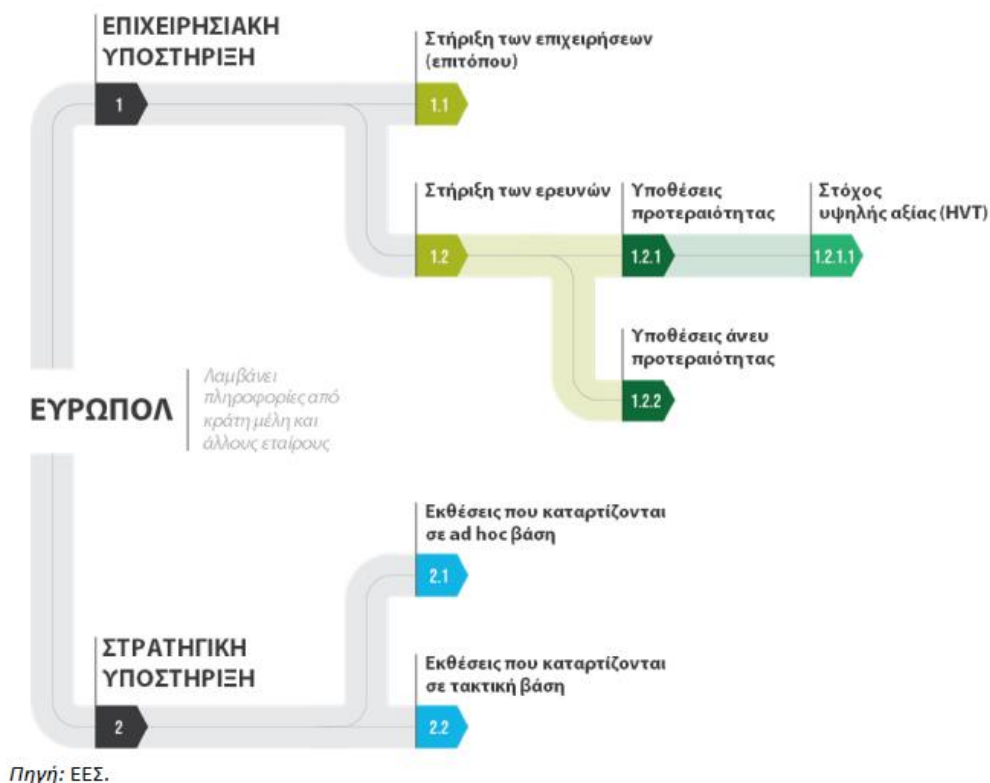 ΕΠΙΧΕΙΡΗΣΙΑΚΗ
ΥΠΟΣΤΗΡΙΞΗ
1
Στήριξη των επιχειρήσεων
(επιτόπου)
1.1
Στήριξη των ερευνών
1.2
Υποθέσεις
προτεραιότητας
1.2.1
Στόχος
υψηλής αξίας (HVT)
1.2.1.1
Υποθέσεις άνευ
προτεραιότητας
1.2.2
ΕΥΡΩΠΟΛ
Λαμβάνει
πληροφορίες από
κράτη μέλη και
άλλους εταίρους
Εκθέσεις που καταρτίζονται
σε ad hoc βάση
2.1
ΣΤΡΑΤΗΓΙΚΗ
ΥΠΟΣΤΗΡΙΞΗ
2
Εκθέσεις που καταρτίζονται
σε τακτική βάση
2.2
Πηγή: ΕΕΣ.